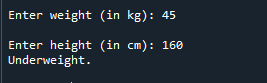 Enter weight (in kg): 45
Enter height (in cm): 160
Underweight.